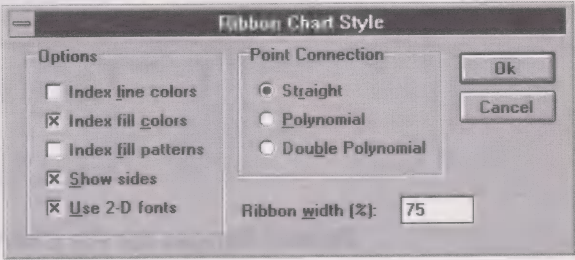 Ribbon Chart Style
Options
Index line colors
Index fill colors
Index fill patterns
Show sides
Use 2-D fonts
Point Connection
Straight
Polynomial
Double Polynomial
Ribbon width (%): 75
Ok
Cancel